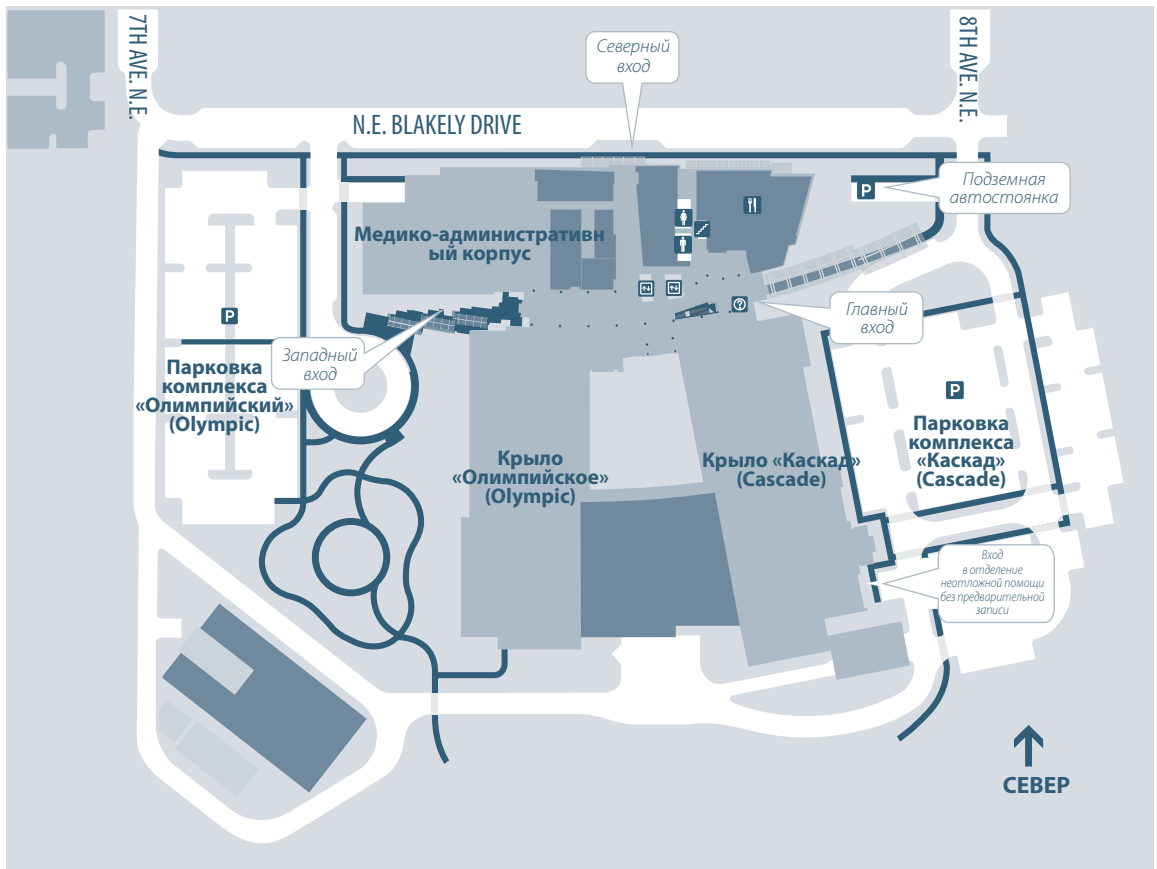 7TH AVE. N.E.
8TH AVE. N.E.
Северный
вход
N.E. BLAKELY DRIVE
P
Подземная
автостоянка
Медико-административн
ый корпус
?
Главный
вход
P
Западный
вход
Парковка
комплекса
«Олимпийский»
(Olympic)
P
Парковка
комплекса
«Каскад»
(Cascade)
Крыло
«Олимпийское»
(Olympic)
Крыло «Каскад»
(Cascade)
Вход
в отделение
неотложной помощи
без предварительной
записи
СЕВЕР